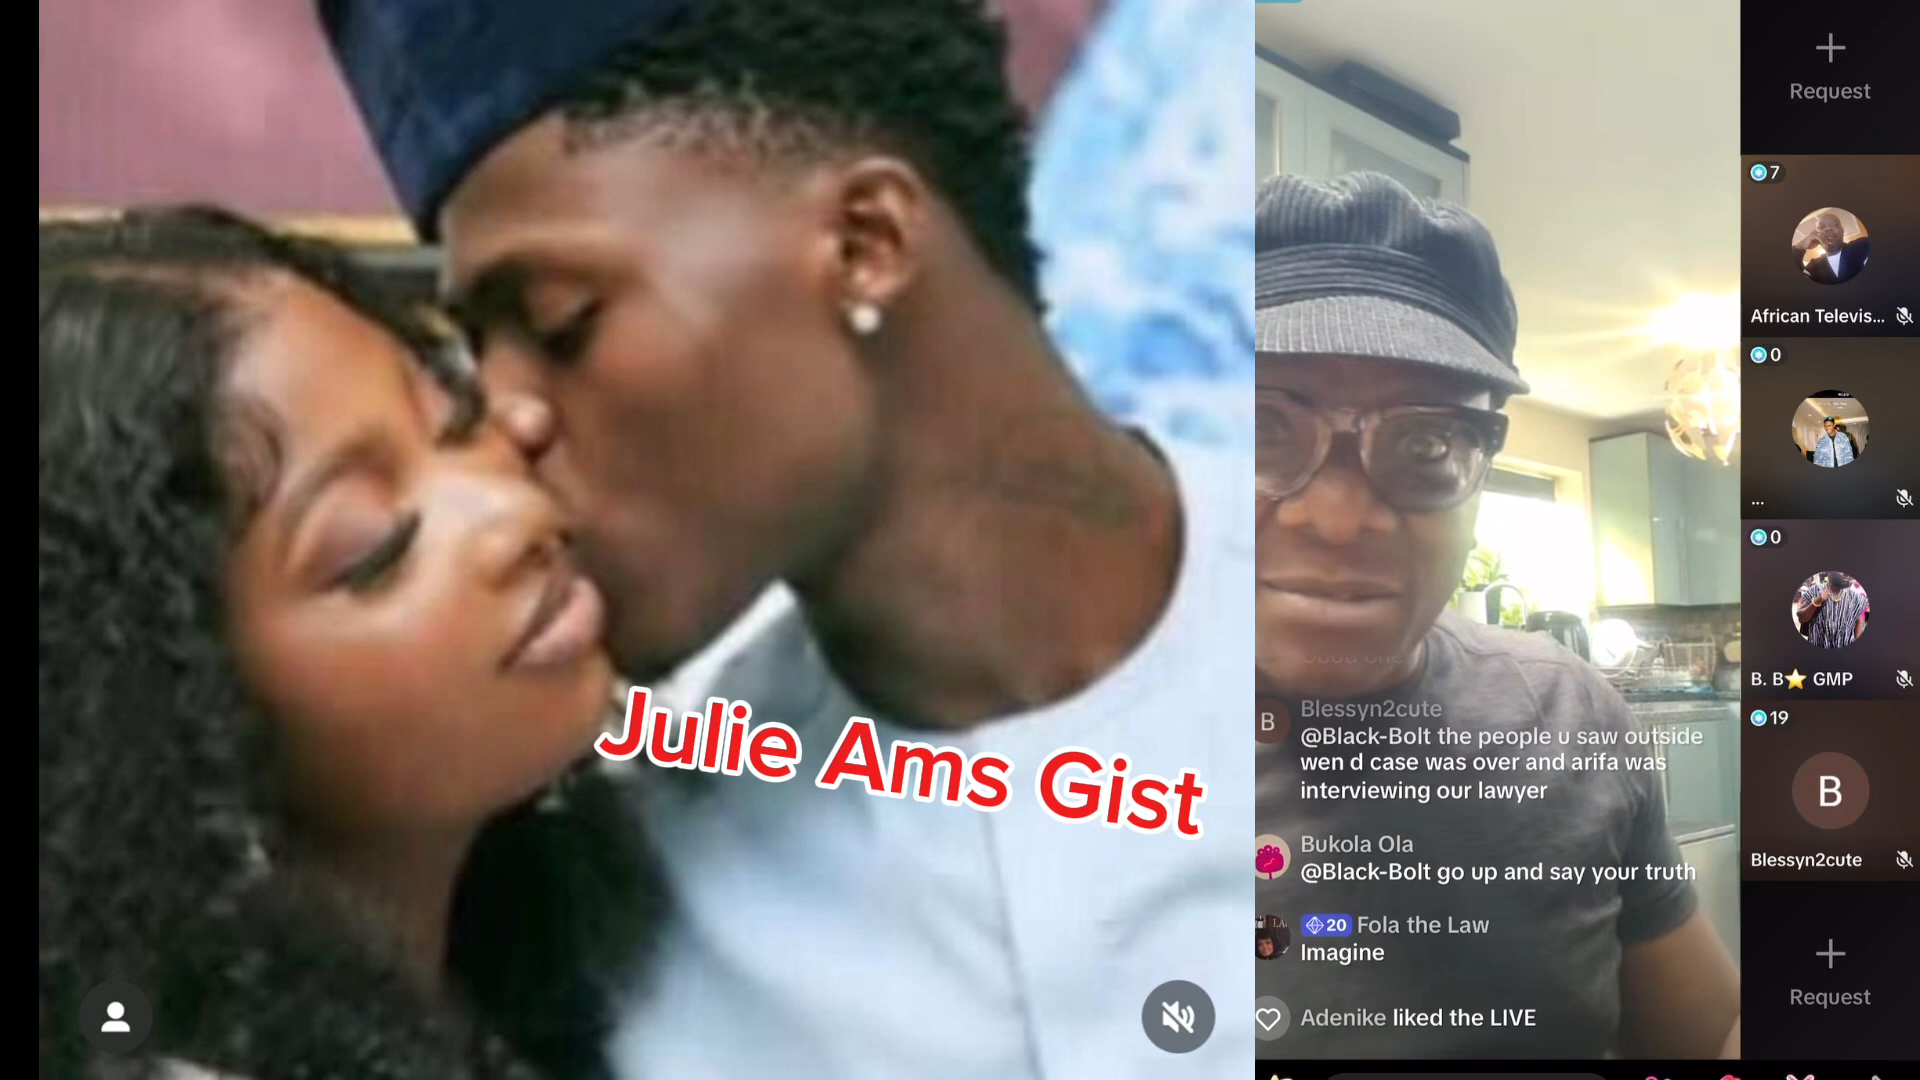 Julie Ams Gist
Blessyn2cute
B
@Black-Bolt the people u saw outside
wen d case was over and arifa was
interviewing our lawyer
Bukola Ola
@Black-Bolt go up and say your truth
20 Fola the Law
Imagine
Adenike liked the LIVE
Request
7
African Televis...
0
...
0
B. B⭐ GMP
19
B
Blessyn2cute
Request